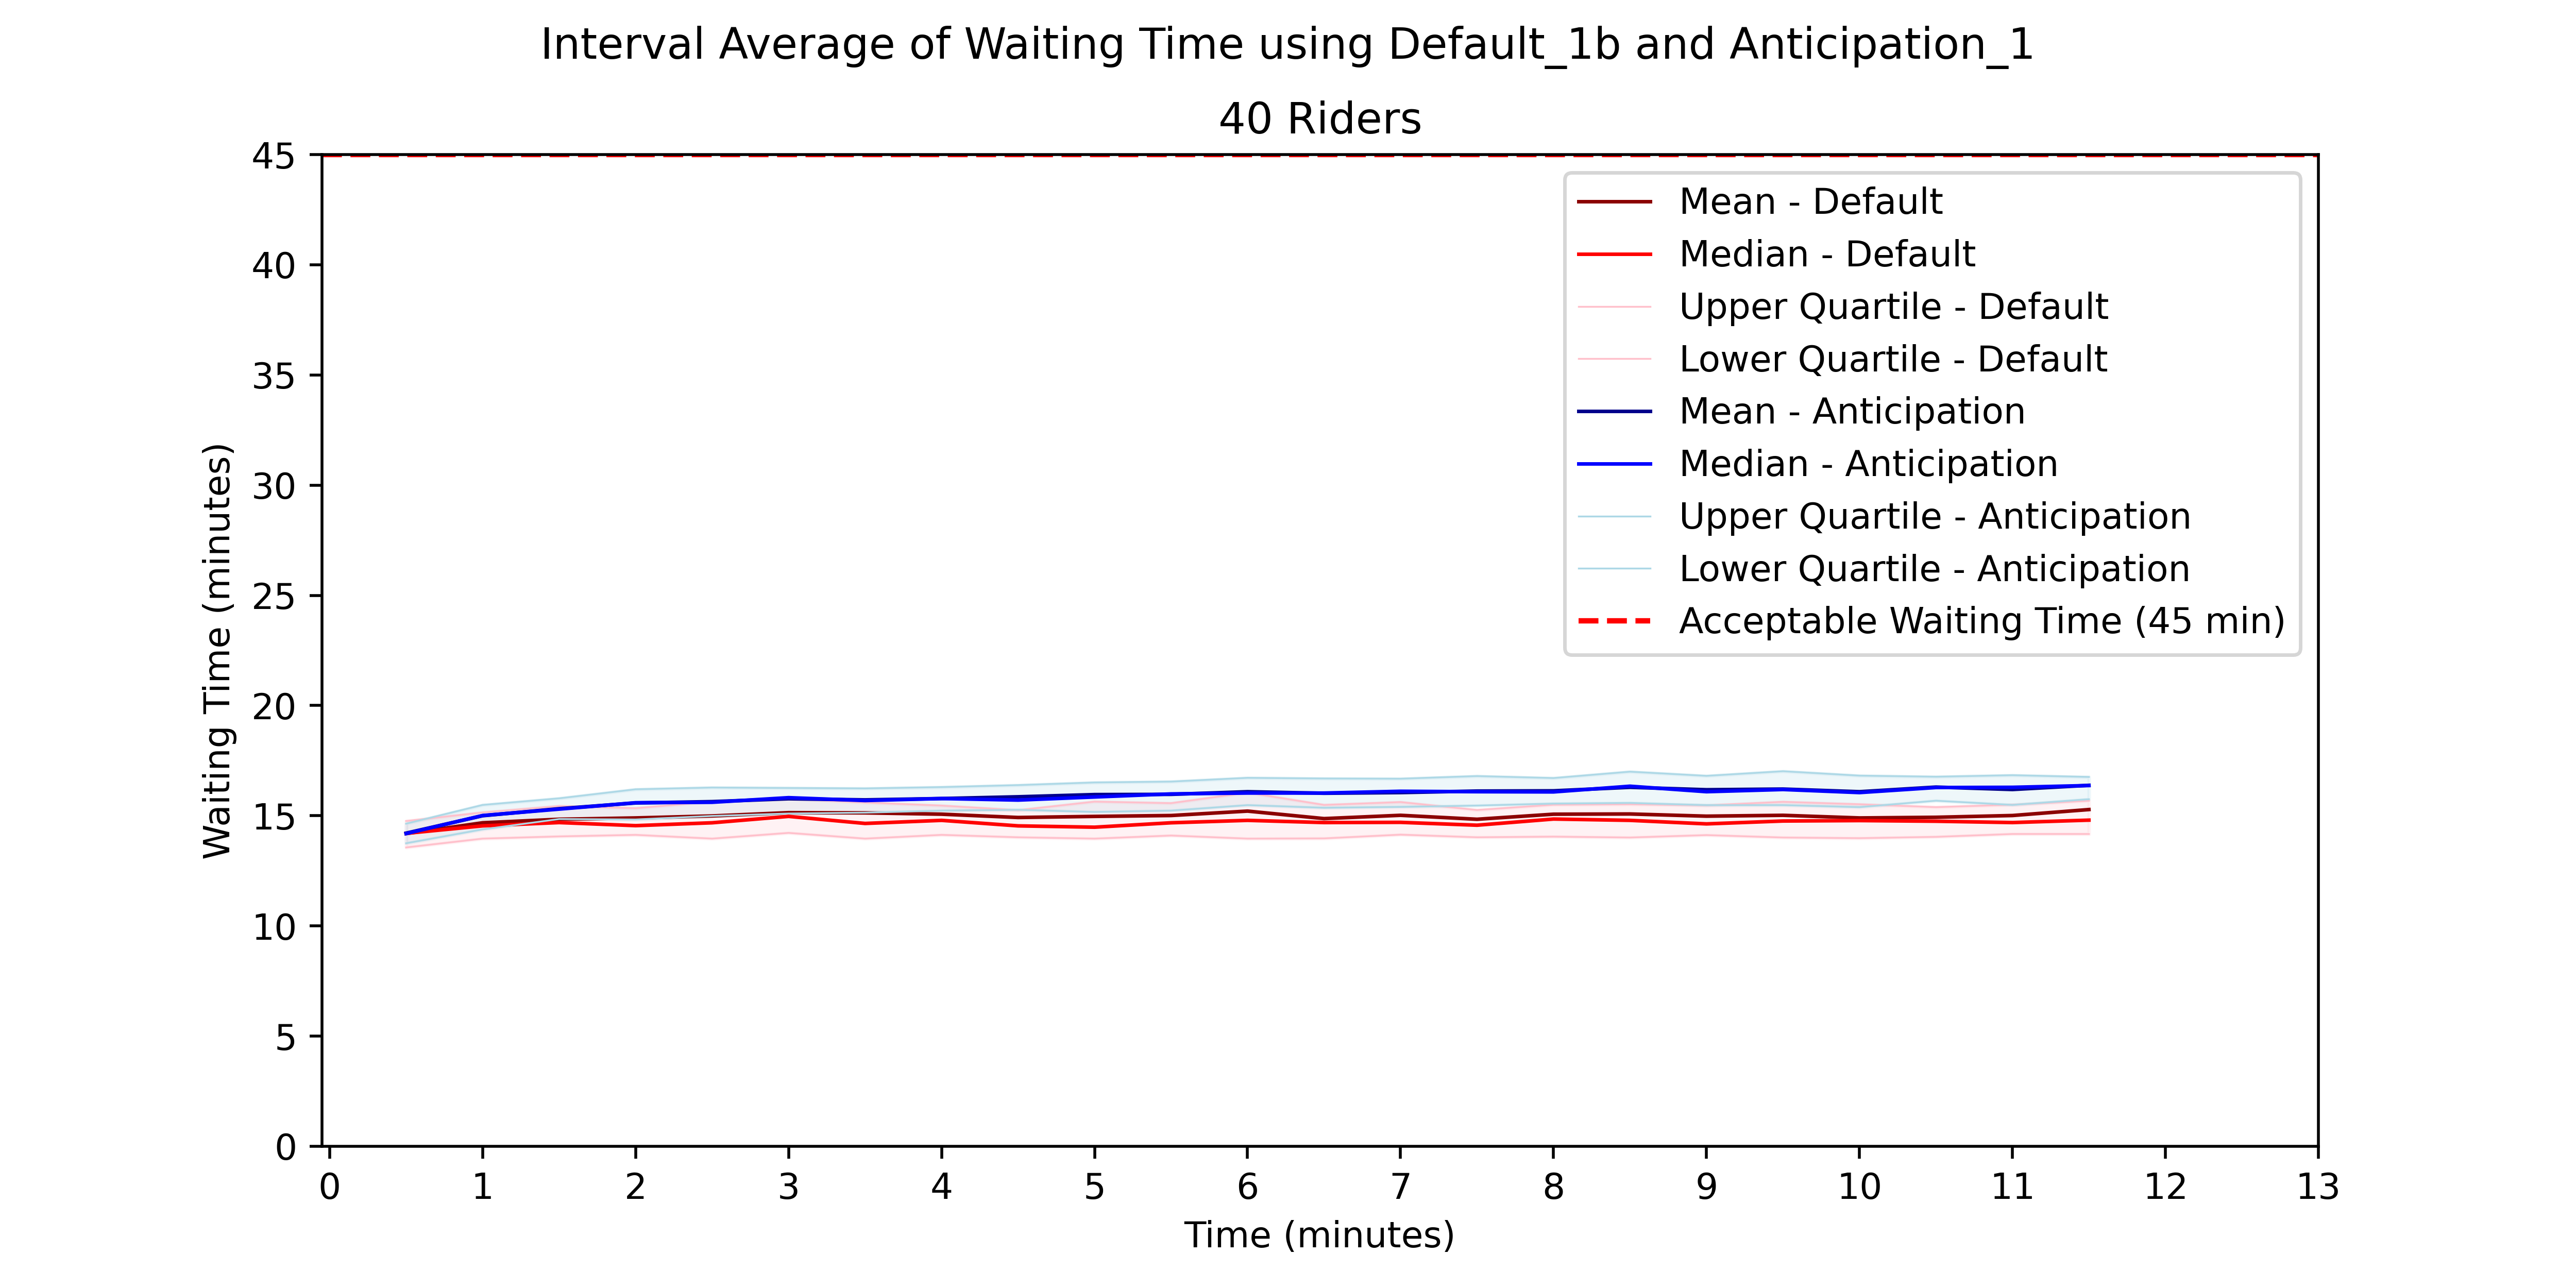 Interval Average of Waiting Time using Default_1b and Anticipation_1
40 Riders
45
40
35
30
25
20
15
10
5
0
Waiting Time (minutes)
Mean - Default
Median - Default
Upper Quartile - Default
Lower Quartile - Default
Mean - Anticipation
Median - Anticipation
Upper Quartile - Anticipation
Lower Quartile - Anticipation
Acceptable Waiting Time (45 min)
0 1 2 3 4 5 6 7 8 9 10 11 12 13
Time (minutes)